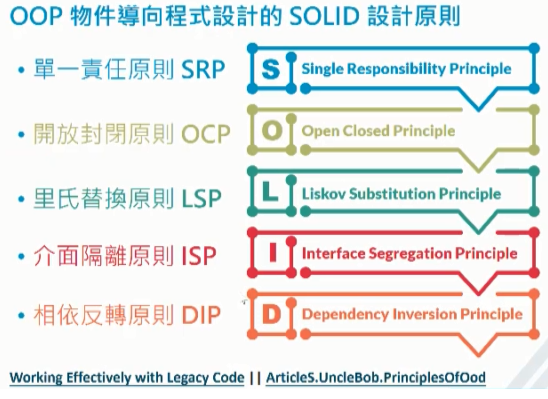 OOP 物件導向程式設計的 SOLID 設計原則
• 單一責任原則 SRP
S Single Responsibility Principle
• 開放封閉原則 OCP
O Open Closed Principle
• 里氏替換原則 LSP
L Liskov Substitution Principle
• 介面隔離原則 ISP
I Interface Segregation Principle
• 相依反轉原則 DIP
D Dependency Inversion Principle
Working Effectively with Legacy Code || ArticleS.UncleBob.PrinciplesOfOod